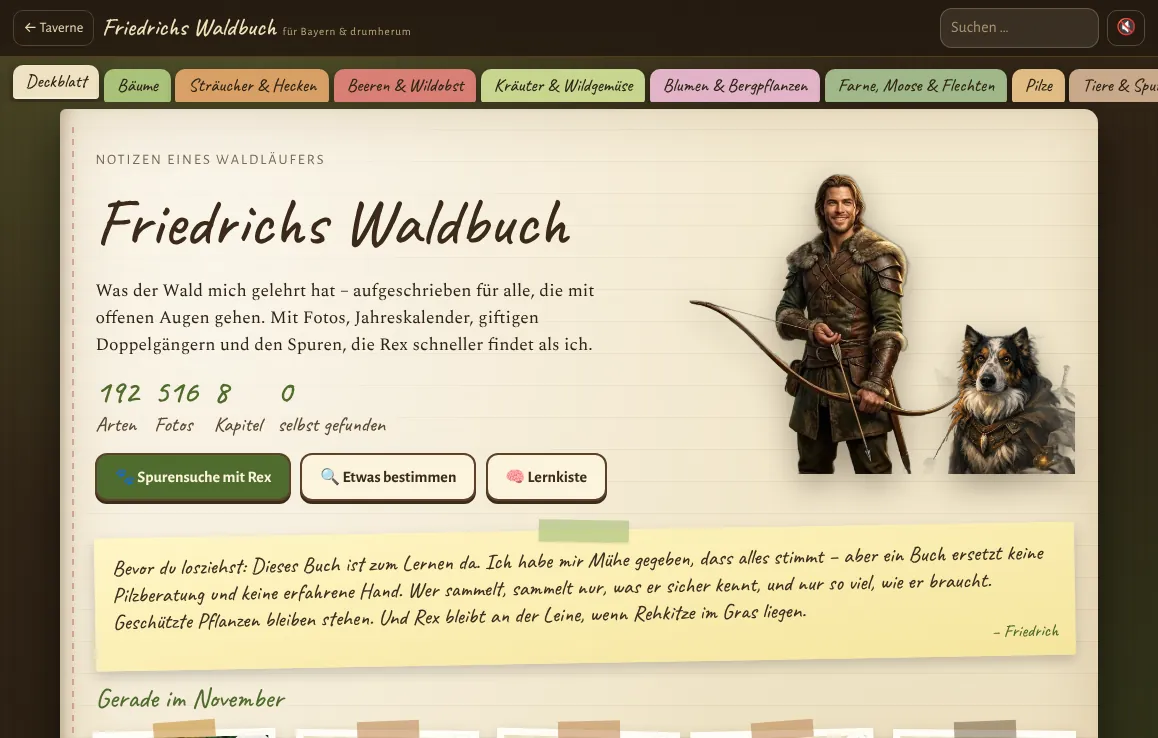 ← Taverne
Friedrichs Waldbuch für Bayern & drumherum
Suchen ...
Deckblatt
Bäume
Sträucher & Hecken
Beeren & Wildobst
Kräuter & Wildgemüse
Blumen & Bergpflanzen
Farne, Moose & Flechten
Pilze
Tiere &
NOTIZEN EINES WALDLÄUFERS
Friedrichs Waldbuch
Was der Wald mich gelehrt hat – aufgeschrieben für alle, die mit
offenen Augen gehen. Mit Fotos, Jahreskalender, giftigen
Doppelgängern und den Spuren, die Rex schneller findet als ich.
192 516 8 0
Arten Fotos Kapitel selbst gefunden
Spurensuche mit Rex
Etwas bestimmen
Lernkiste
Bevor du losziehst: Dieses Buch ist zum Lernen da. Ich habe mir Mühe gegeben, dass alles stimmt – aber ein Buch ersetzt keine
Pilzberatung und keine erfahrene Hand. Wer sammelt, sammelt nur, was er sicher kennt, und nur so viel, wie er braucht.
Geschützte Pflanzen bleiben stehen. Und Rex bleibt an der Leine, wenn Rehkitze im Gras liegen.
– Friedrich
Gerade im November